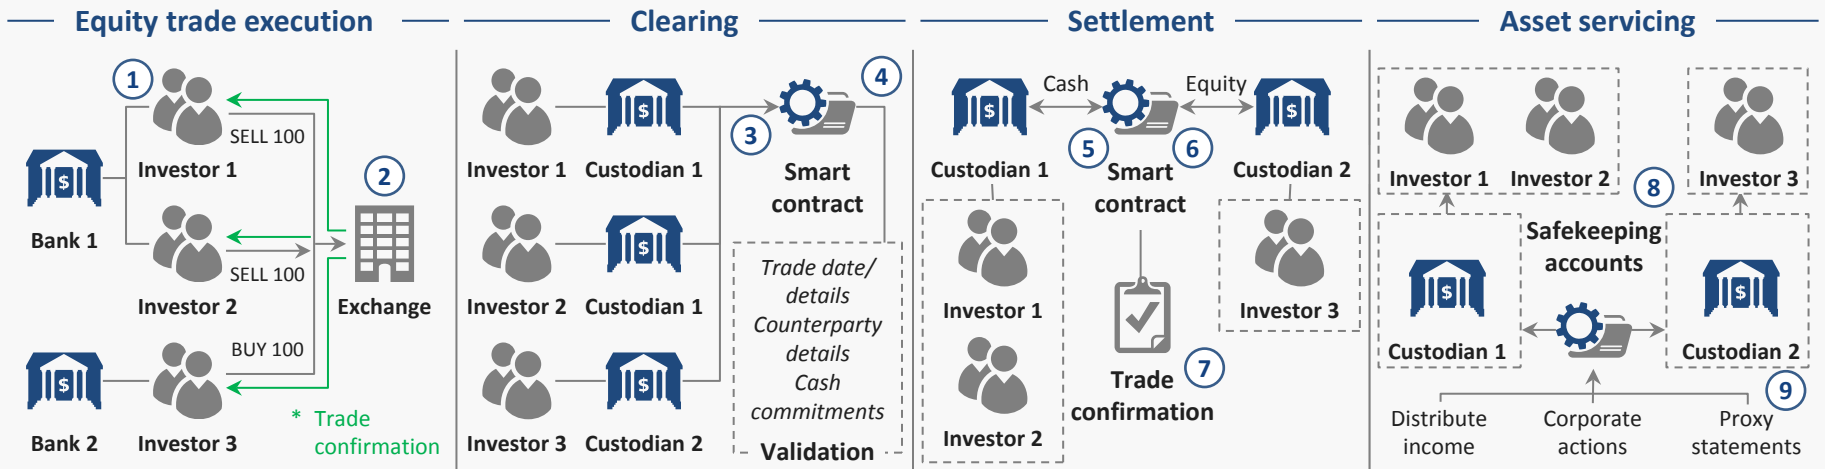 Equity trade execution
1
SELL 100
Investor 1
$
Bank 1
2
SELL 100
Investor 2
Exchange
BUY 100
$
Bank 2
Investor 3
* Trade
confirmation
Clearing
$
Investor 1
Custodian 1
3
4
Smart
contract
$
Investor 2
Custodian 1
$
Investor 3
Custodian 2
Trade date/
details
Counterparty
details
Cash
commitments
Validation
Settlement
$
Cash
Equity
$
5
6
Custodian 1
Smart
contract
Custodian 2
Investor 1
Investor 3
Investor 2
7
Trade
confirmation
Asset servicing
Investor 1
Investor 2
8
Investor 3
Safekeeping
accounts
$
Custodian 1
$
Custodian 2
9
Distribute
income
Corporate
actions
Proxy
statements